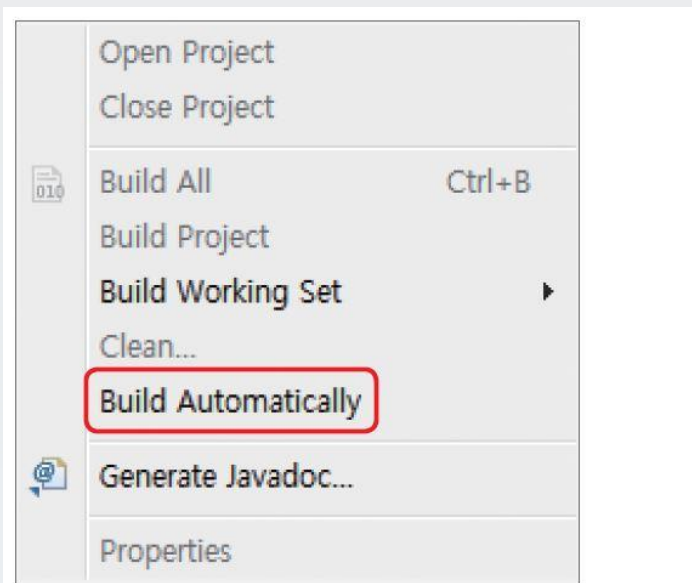 Open Project
Close Project
Build All Ctrl+B
Build Project
Build Working Set
Clean...
Build Automatically
Generate Javadoc...
Properties